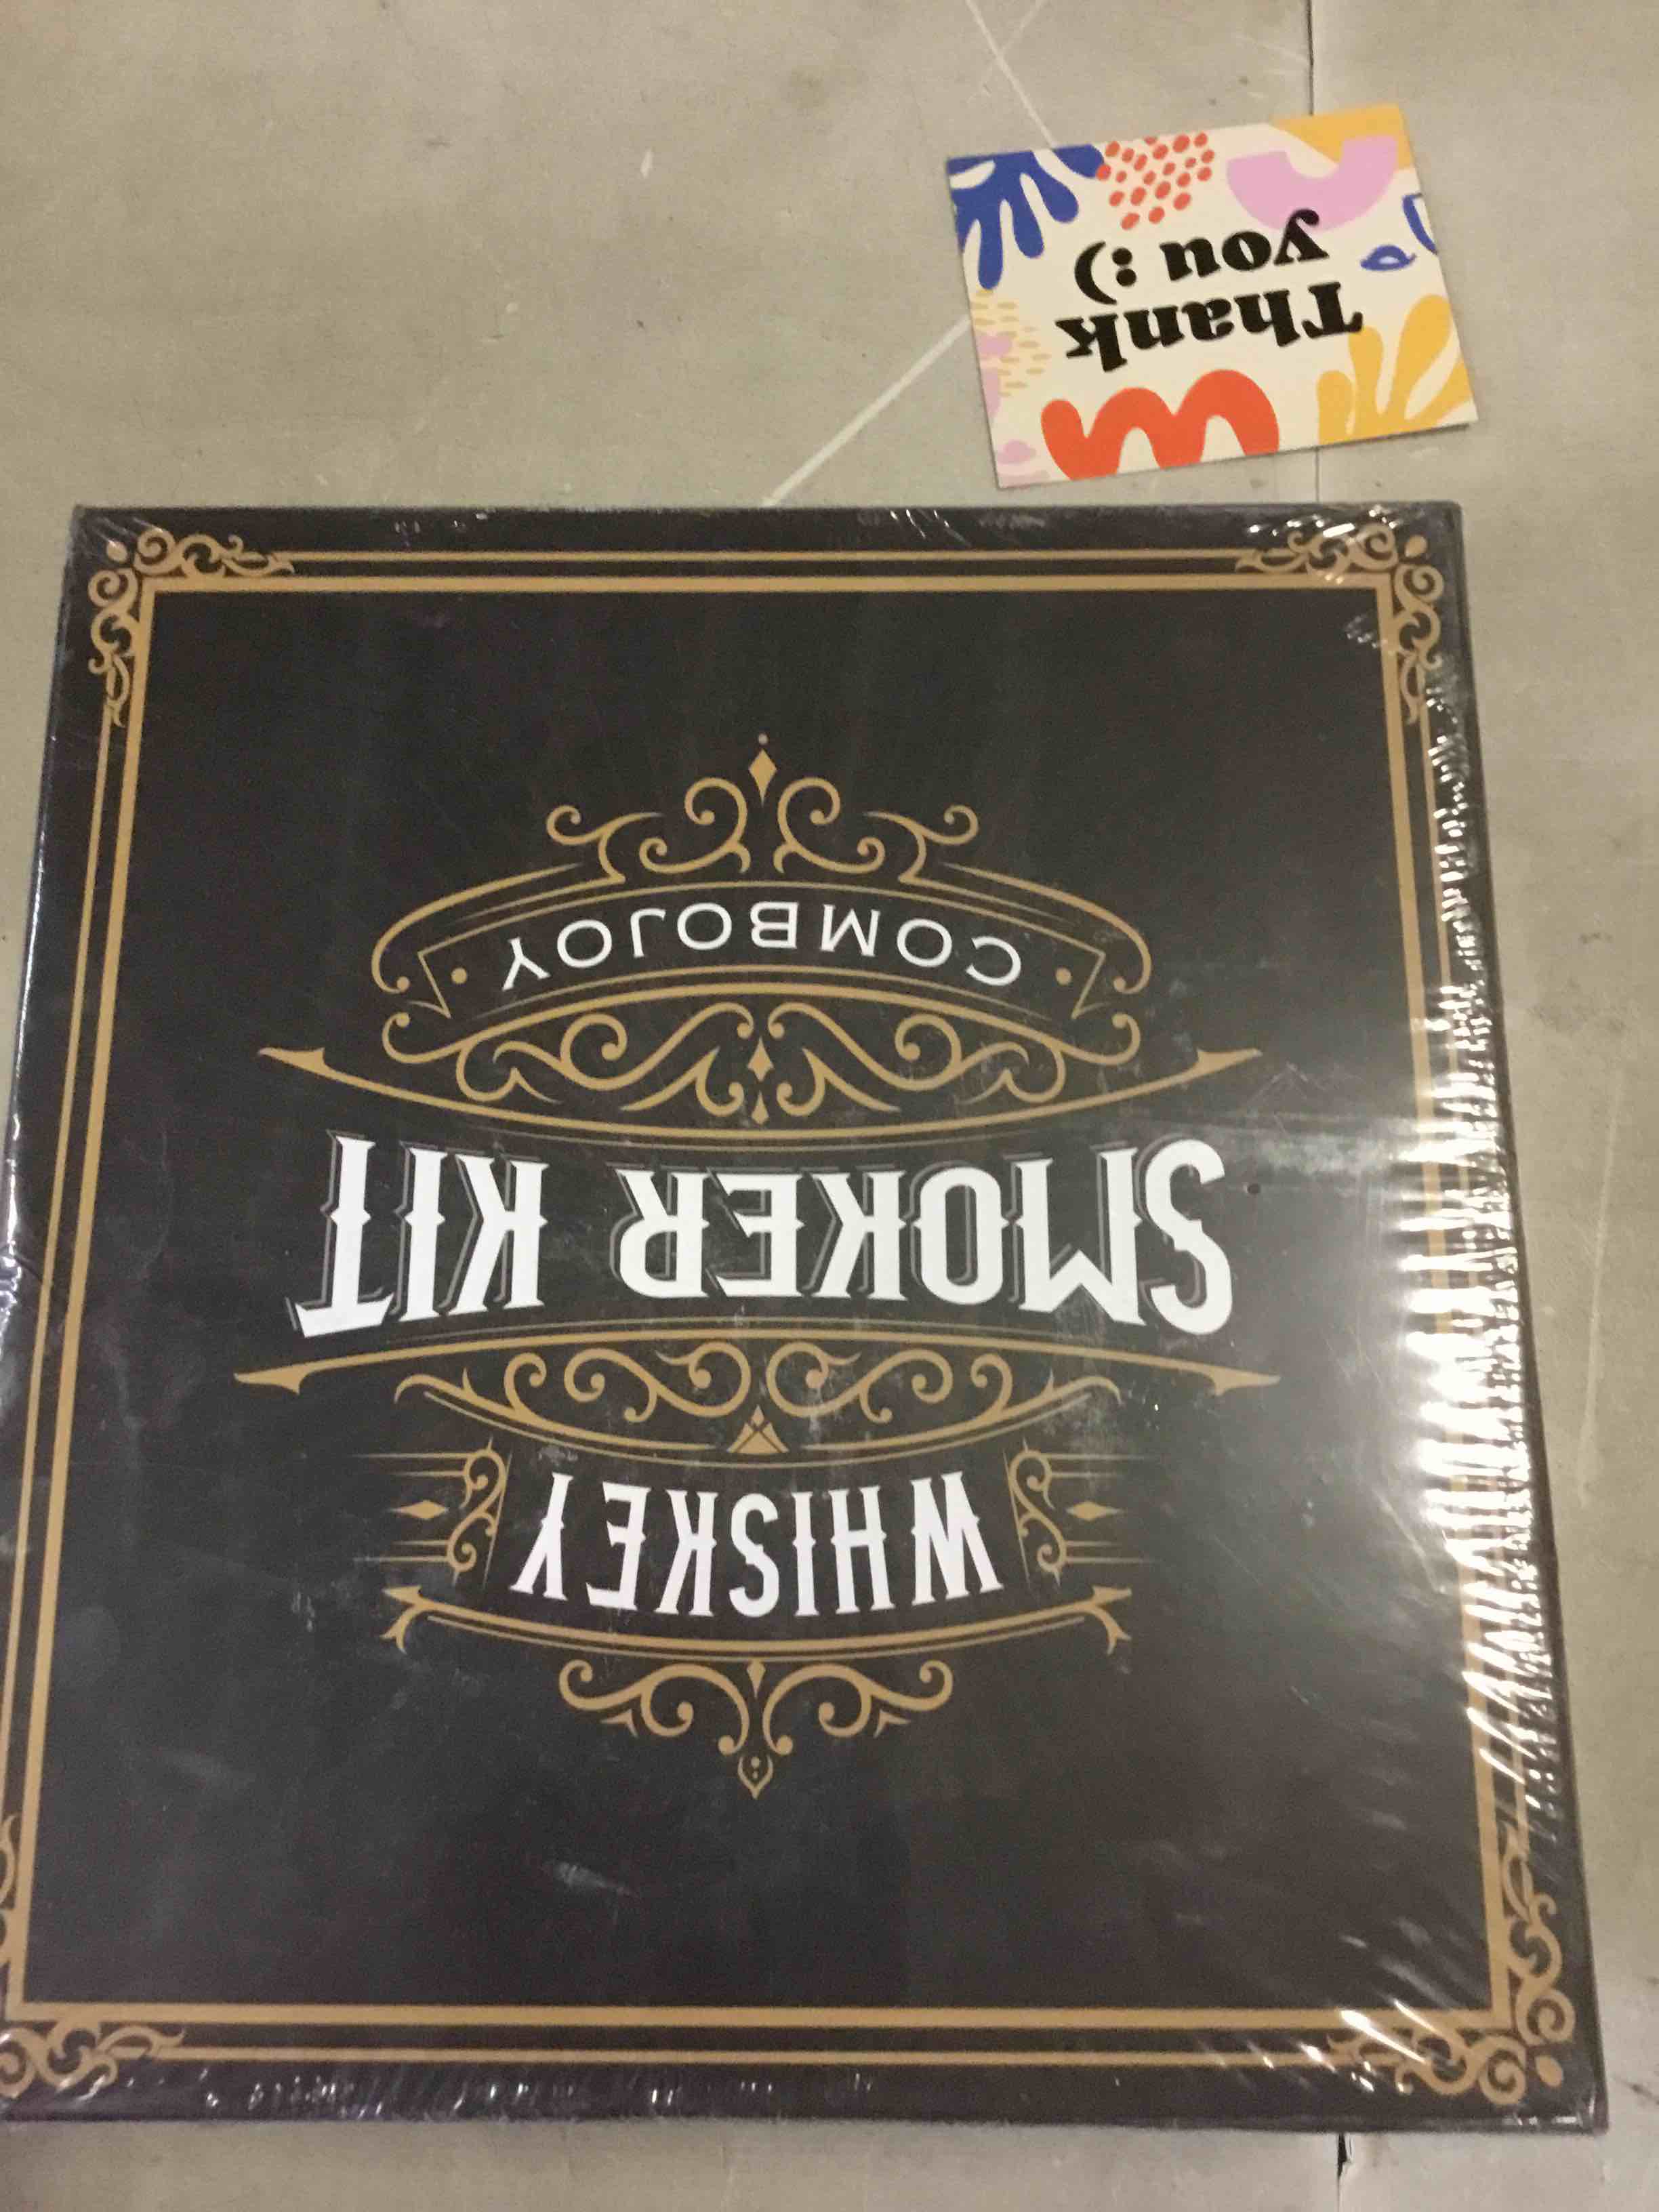 WHISKEY
SMOKER KIT
COMBOJOY
Thank
you :)